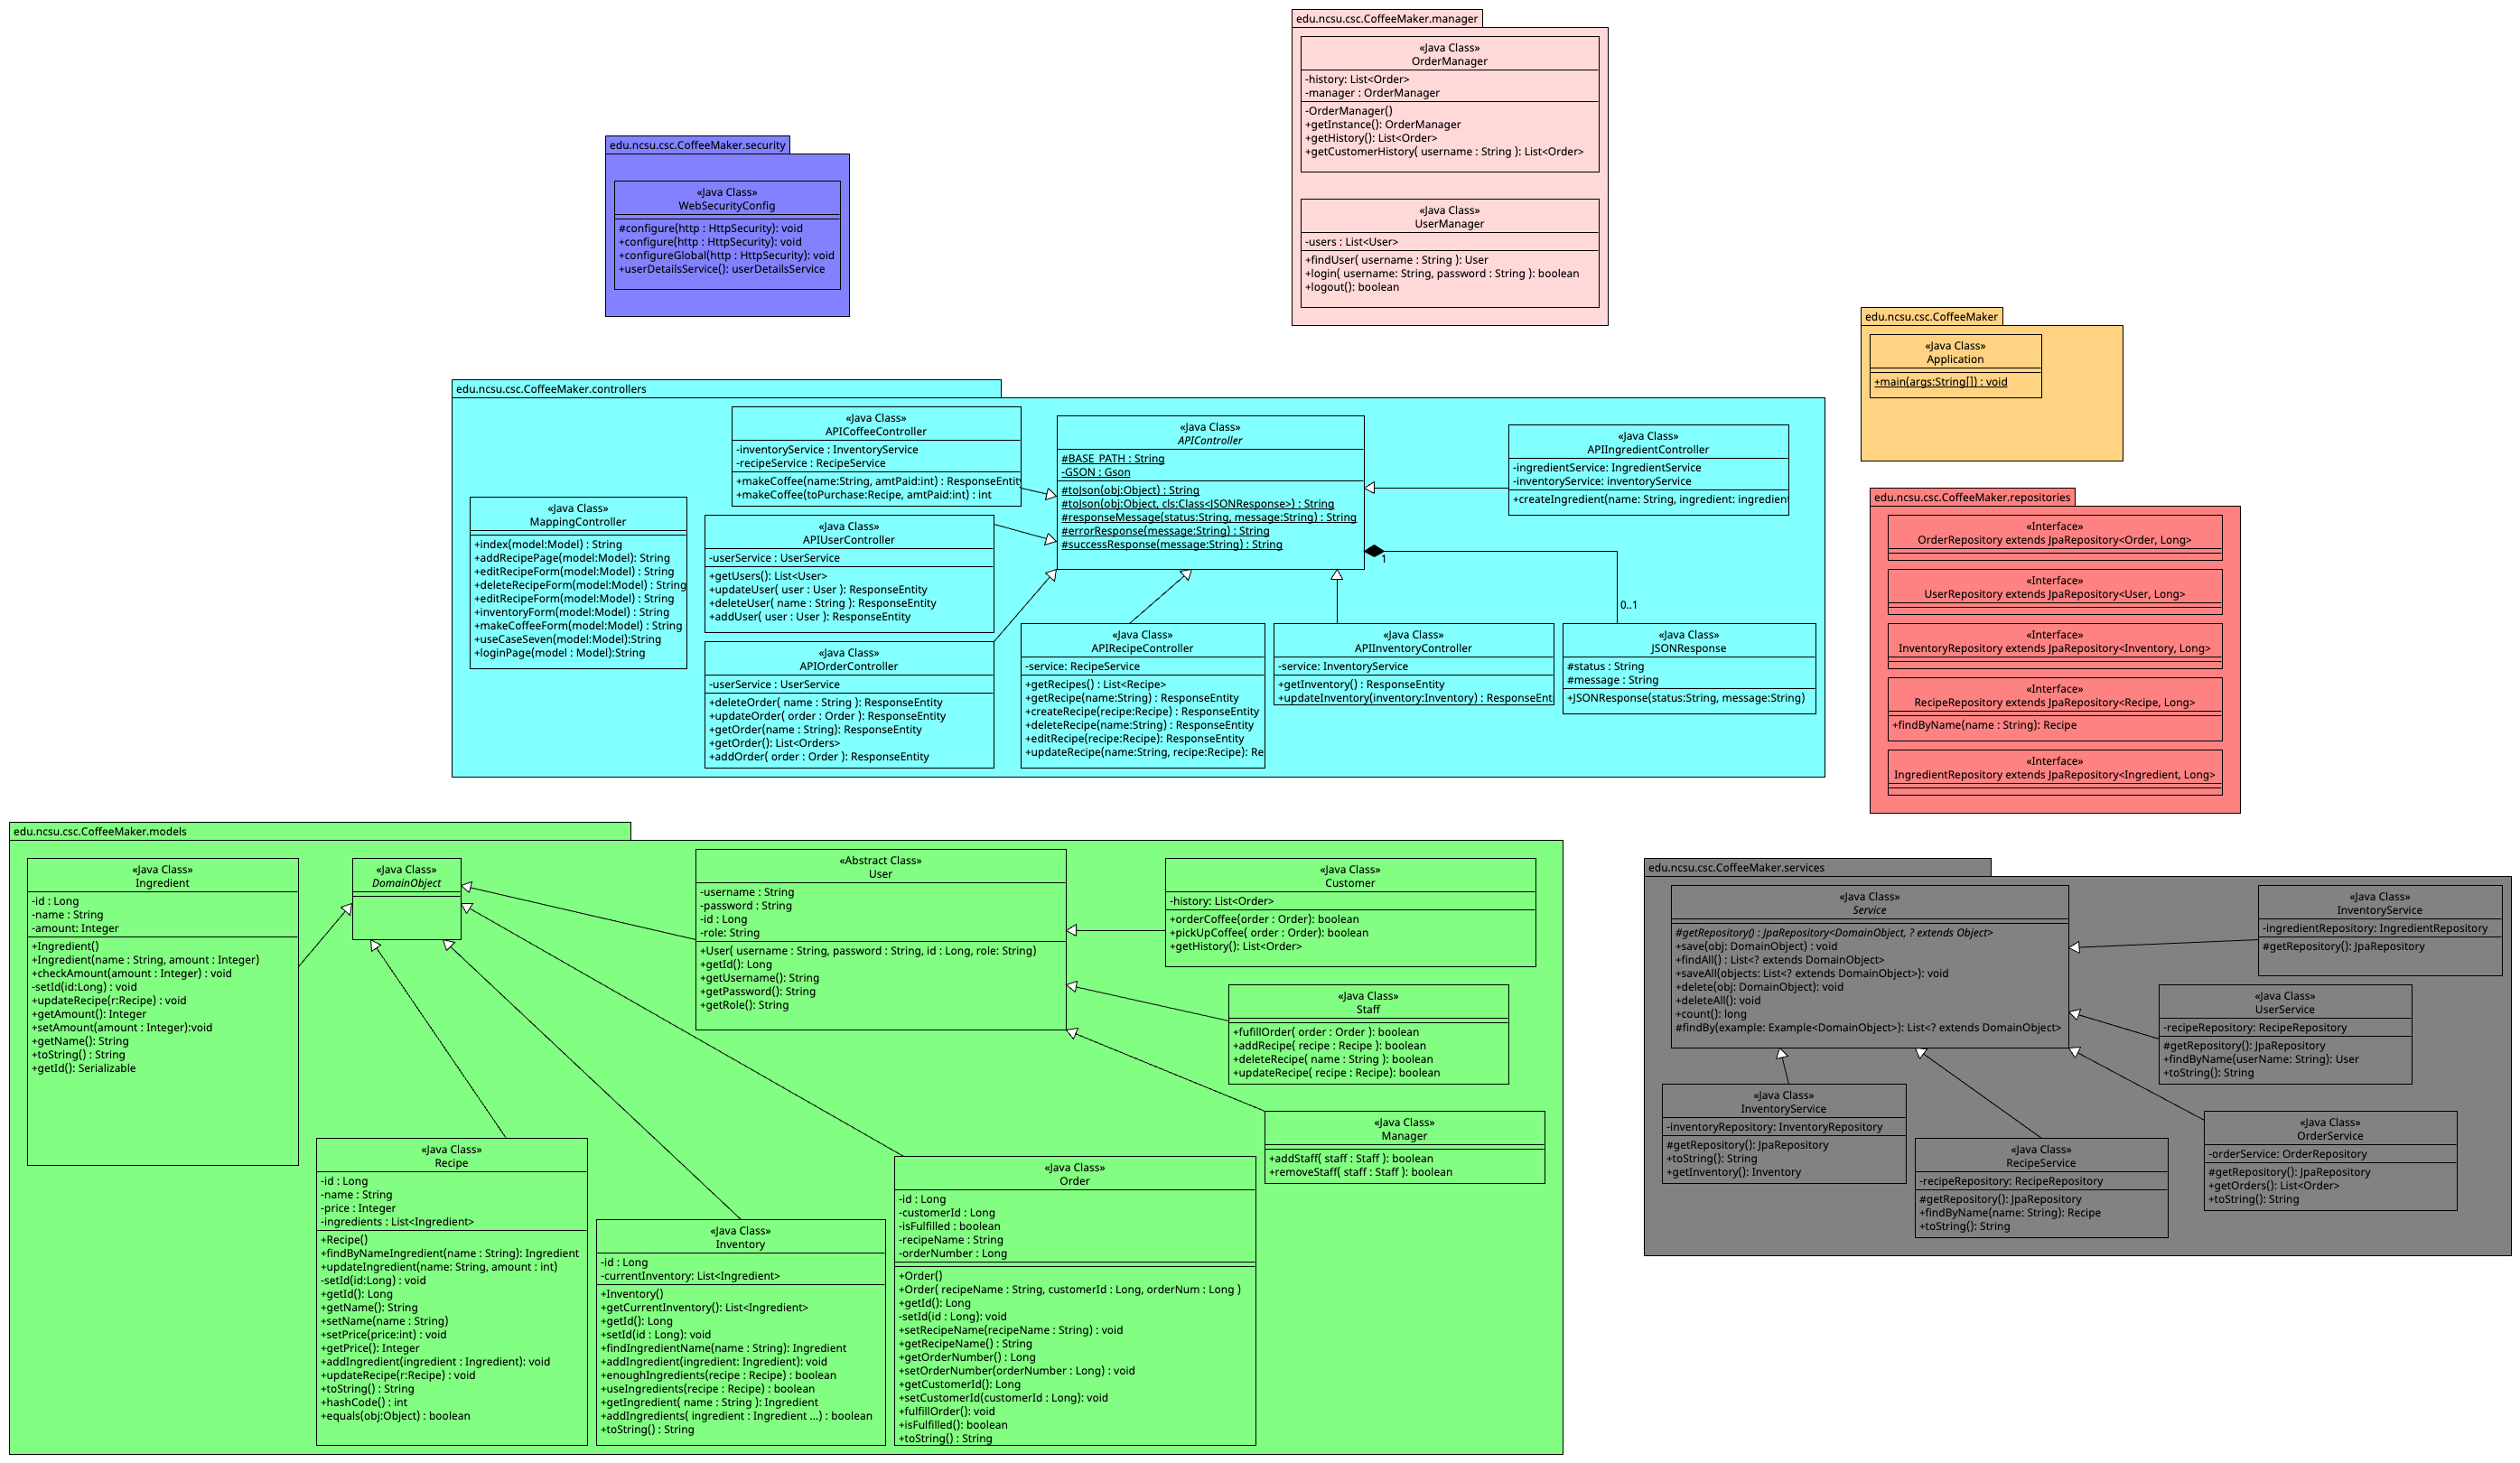 edu.ncsu.csc.CoffeeMaker.manager
«Java Class»
OrderManager
-history: List<Order>
-manager : OrderManager
-OrderManager()
+getInstance(): OrderManager
+getHistory(): List<Order>
+getCustomerHistory( username : String ): List<Order>
«Java Class»
UserManager
-users : List<User>
+findUser( username : String ): User
+login( username: String, password : String ): boolean
+logout(): boolean
edu.ncsu.csc.CoffeeMaker.security
«Java Class»
WebSecurityConfig
#configure(http : HttpSecurity): void
+configure(http : HttpSecurity): void
+configureGlobal(http : HttpSecurity): void
+userDetailsService(): userDetailsService
edu.ncsu.csc.CoffeeMaker
«Java Class»
Application
+main(args:String[]) : void
edu.ncsu.csc.CoffeeMaker.controllers
«Java Class»
APICoffeeController
-inventoryService : InventoryService
-recipeService : RecipeService
+makeCoffee(name:String, amtPaid:int) : ResponseEntity
+makeCoffee(toPurchase:Recipe, amtPaid:int) : int
«Java Class»
APIController
#BASE_PATH : String
-GSON : Gson
#toJson(obj:Object) : String
#toJson(obj:Object, cls:Class<JSONResponse>) : String
#responseMessage(status:String, message:String) : String
#errorResponse(message:String) : String
#successResponse(message:String) : String
1
0..1
«Java Class»
APIIngredientController
-ingredientService: IngredientService
-inventoryService: inventoryService
+createIngredient(name: String, ingredient: ingredient
«Java Class»
MappingController
+index(model:Model) : String
+addRecipePage(model:Model): String
+editRecipeForm(model:Model) : String
+deleteRecipeForm(model:Model) : String
+editRecipeForm(model:Model) : String
+inventoryForm(model:Model) : String
+makeCoffeeForm(model:Model) : String
+useCaseSeven(model:Model):String
+loginPage(model : Model):String
«Java Class»
APIUserController
-userService : UserService
+getUsers(): List<User>
+updateUser( user : User ): ResponseEntity
+deleteUser( name : String ): ResponseEntity
+addUser( user : User ): ResponseEntity
«Java Class»
APIOrderController
-userService : UserService
+deleteOrder( name : String ): ResponseEntity
+updateOrder( order : Order ): ResponseEntity
+getOrder(name : String): ResponseEntity
+getOrder(): List<Orders>
+addOrder( order : Order ): ResponseEntity
«Java Class»
APIRecipeController
-service: RecipeService
+getRecipes() : List<Recipe>
+getRecipe(name:String) : ResponseEntity
+createRecipe(recipe:Recipe) : ResponseEntity
+deleteRecipe(name:String) : ResponseEntity
+editRecipe(recipe:Recipe): ResponseEntity
+updateRecipe(name:String, recipe:Recipe): Re
«Java Class»
APIInventoryController
-service: InventoryService
+getInventory() : ResponseEntity
+updateInventory(inventory:Inventory) : ResponseEnti
«Java Class»
JSONResponse
#status : String
#message : String
+JSONResponse(status:String, message:String)
edu.ncsu.csc.CoffeeMaker.repositories
«Interface»
OrderRepository extends JpaRepository<Order, Long>
«Interface»
UserRepository extends JpaRepository<User, Long>
«Interface»
InventoryRepository extends JpaRepository<Inventory, Long>
«Interface»
RecipeRepository extends JpaRepository<Recipe, Long>
+findByName(name : String): Recipe
«Interface»
IngredientRepository extends JpaRepository<Ingredient, Long>
edu.ncsu.csc.CoffeeMaker.models
«Java Class»
Ingredient
-id : Long
-name : String
-amount: Integer
+Ingredient()
+Ingredient(name : String, amount : Integer)
+checkAmount(amount : Integer) : void
-setId(id:Long) : void
+updateRecipe(r:Recipe) : void
+getAmount(): Integer
+setAmount(amount : Integer):void
+getName(): String
+toString() : String
+getId(): Serializable
«Java Class»
DomainObject
«Abstract Class»
User
-username : String
-password : String
-id : Long
-role: String
+User( username : String, password : String, id : Long, role: String)
+getId(): Long
+getUsername(): String
+getPassword(): String
+getRole(): String
«Java Class»
Customer
-history: List<Order>
+orderCoffee(order : Order): boolean
+pickUpCoffee( order : Order): boolean
+getHistory(): List<Order>
«Java Class»
Staff
+fufillOrder( order : Order ): boolean
+addRecipe( recipe : Recipe ): boolean
+deleteRecipe( name : String ): boolean
+updateRecipe( recipe : Recipe): boolean
«Java Class»
Manager
+addStaff( staff : Staff ): boolean
+removeStaff( staff : Staff ): boolean
«Java Class»
Recipe
-id : Long
-name : String
-price : Integer
-ingredients : List<Ingredient>
+Recipe()
+findByNameIngredient(name : String): Ingredient
+updateIngredient(name: String, amount : int)
-setId(id:Long) : void
+getId(): Long
+getName(): String
+setName(name : String)
+setPrice(price:int) : void
+getPrice(): Integer
+addIngredient(ingredient : Ingredient): void
+updateRecipe(r:Recipe) : void
+toString() : String
+hashCode() : int
+equals(obj:Object) : boolean
«Java Class»
Inventory
-id : Long
-currentInventory: List<Ingredient>
+Inventory()
+getCurrentInventory(): List<Ingredient>
+getId(): Long
+setId(id : Long): void
+findIngredientName(name : String): Ingredient
+addIngredient(ingredient: Ingredient): void
+enoughIngredients(recipe : Recipe) : boolean
+useIngredients(recipe : Recipe) : boolean
+getIngredient( name : String ): Ingredient
+addIngredients( ingredient : Ingredient ...) : boolean
+toString() : String
«Java Class»
Order
-id : Long
-customerId : Long
-isFulfilled : boolean
-recipeName : String
-orderNumber : Long
+Order()
+Order( recipeName : String, customerId : Long, orderNum : Long )
+getId(): Long
-setId(id : Long): void
+setRecipeName(recipeName : String) : void
+getRecipeName() : String
+getOrderNumber() : Long
+setOrderNumber(orderNumber : Long) : void
+getCustomerId(): Long
+setCustomerId(customerId : Long): void
+fulfillOrder(): void
+isFulfilled(): boolean
+toString() : String
edu.ncsu.csc.CoffeeMaker.services
«Java Class»
Service
#getRepository() : JpaRepository<DomainObject, ? extends Object>
+save(obj: DomainObject) : void
+findAll() : List<? extends DomainObject>
+saveAll(objects: List<? extends DomainObject>): void
+delete(obj: DomainObject): void
+deleteAll(): void
+count(): long
#findBy(example: Example<DomainObject>): List<? extends DomainObject>
«Java Class»
InventoryService
-ingredientRepository: IngredientRepository
#getRepository(): JpaRepository
«Java Class»
UserService
-recipeRepository: RecipeRepository
#getRepository(): JpaRepository
+findByName(userName: String): User
+toString(): String
«Java Class»
InventoryService
-inventoryRepository: InventoryRepository
#getRepository(): JpaRepository
+toString(): String
+getInventory(): Inventory
«Java Class»
RecipeService
-recipeRepository: RecipeRepository
#getRepository(): JpaRepository
+findByName(name: String): Recipe
+toString(): String
«Java Class»
OrderService
-orderService: OrderRepository
#getRepository(): JpaRepository
+getOrders(): List<Order>
+toString(): String